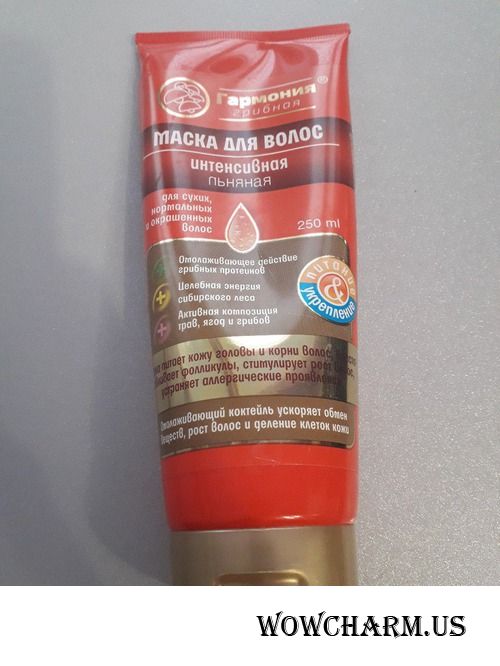 Гармония®
грибная
МАСКА ДЛЯ ВОЛОС
интенсивная
льняная
для сухих,
нормальных
и окрашенных
волос
250 ml
Омолаживающее действие
грибных протеинов
Целебная энергия
сибирского леса
Активная композиция
трав, ягод и грибов
питание
&
укрепление
питает кожу головы и корни волос,
фолликулы, стимулирует рост
устраняет аллергические
Омолаживающий коктейль ускоряет обмен
веществ, рост волос и деление клеток кожи
WOWCHARM.US